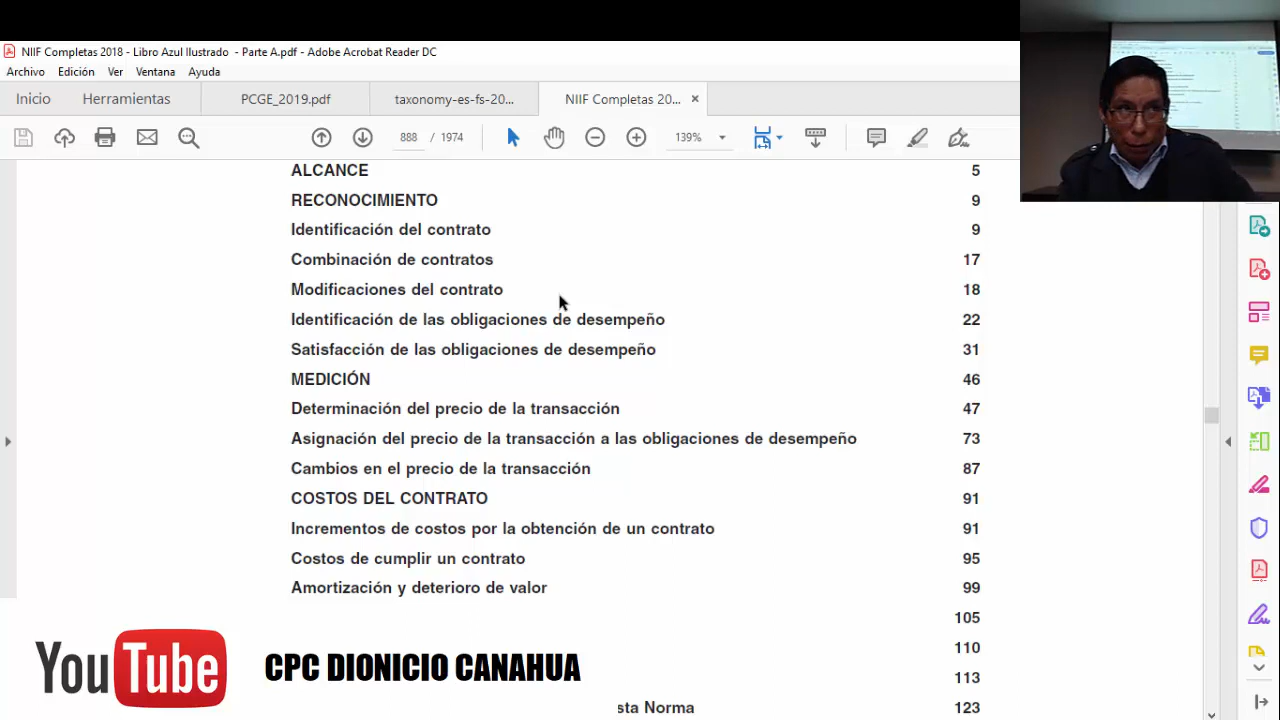 NIIF Completas 2018 - Libro Azul Ilustrado - Parte A.pdf - Adobe Acrobat Reader DC
Archivo Edición Ver Ventana Ayuda
Inicio Herramientas PCGE_2019.pdf taxonomy-es-... 20... NIIF Completas 20... ×
888 / 1974 139%
ALCANCE 5
RECONOCIMIENTO 9
Identificación del contrato 9
Combinación de contratos 17
Modificaciones del contrato 18
Identificación de las obligaciones de desempeño 22
Satisfacción de las obligaciones de desempeño 31
MEDICIÓN 46
Determinación del precio de la transacción 47
Asignación del precio de la transacción a las obligaciones de desempeño 73
Cambios en el precio de la transacción 87
COSTOS DEL CONTRATO 91
Incrementos de costos por la obtención de un contrato 91
Costos de cumplir un contrato 95
Amortización y deterioro de valor 99
105
110
113
sta Norma 123
YouTube CPC DIONICIO CANAHUA